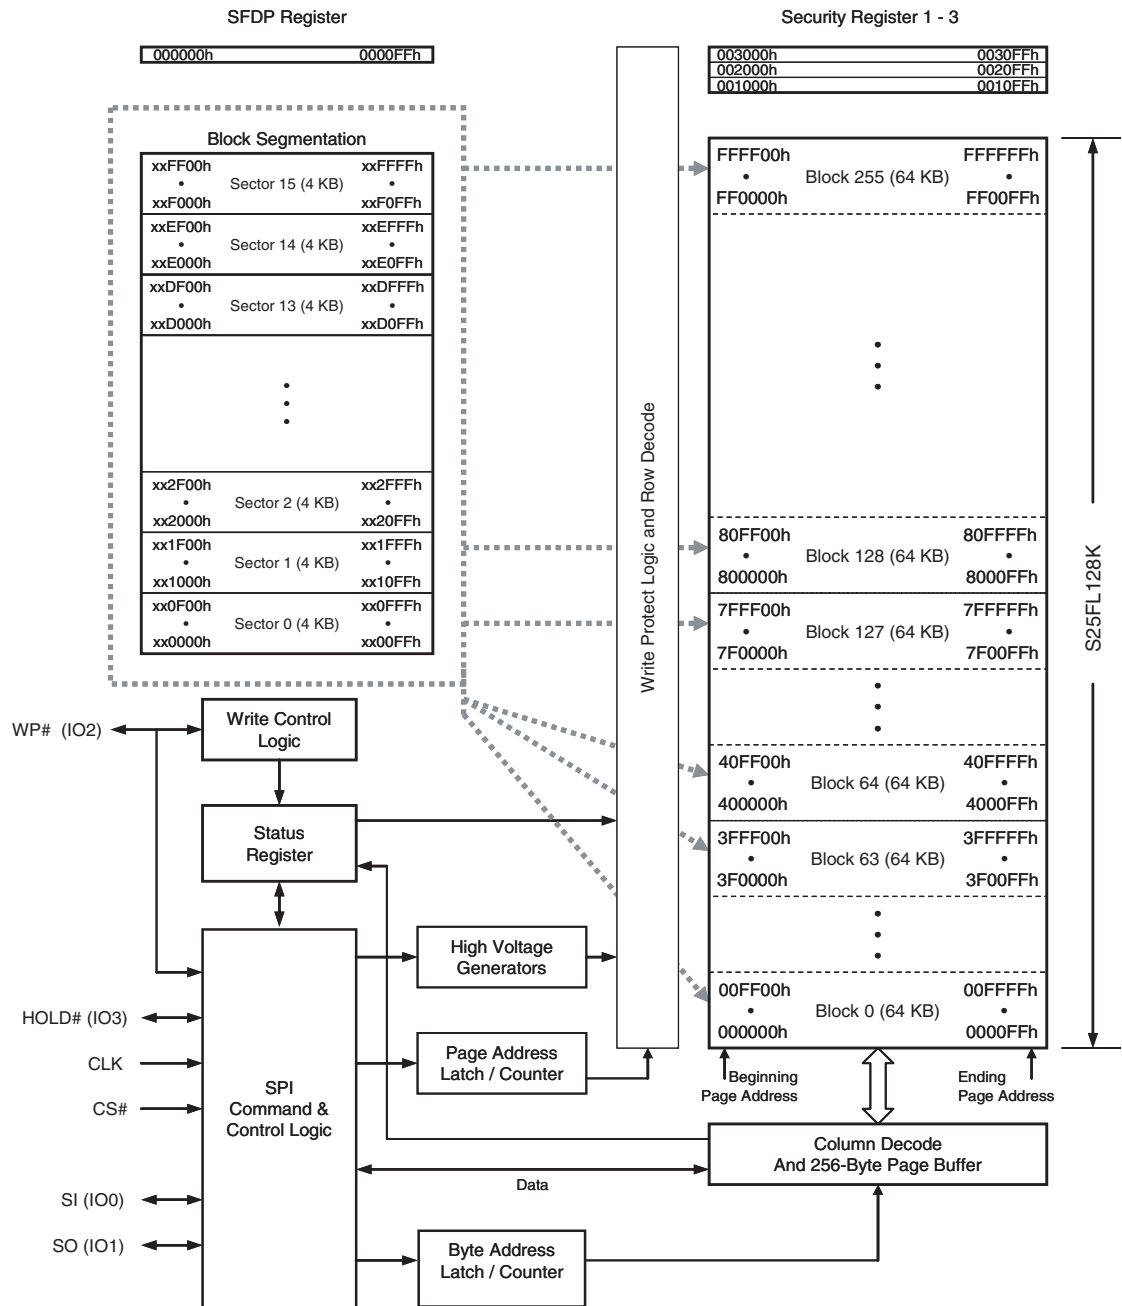 SFDP Register
000000h 0000FFh
Security Register 1 - 3
003000h 0030FFh
002000h 0020FFh
001000h 0010FFh
Block Segmentation
xxFF00h xxFFFFh
Sector 15 (4 KB)
xxF000h xxF0FFh
xxEF00h xxEFFFh
Sector 14 (4 KB)
xxE000h xxE0FFh
xxDF00h xxDFFFh
Sector 13 (4 KB)
xxD000h xxD0FFh
xx2F00h xx2FFFh
Sector 2 (4 KB)
xx2000h xx20FFh
xx1F00h xx1FFFh
Sector 1 (4 KB)
xx1000h xx10FFh
xx0F00h xx0FFFh
Sector 0 (4 KB)
xx0000h xx00FFh
Write Protect Logic and Row Decode
FFFF00h FFFFFFh
Block 255 (64 KB)
FF0000h FF00FFh
80FF00h 80FFFFh
Block 128 (64 KB)
800000h 8000FFh
7FFF00h 7FFFFFh
Block 127 (64 KB)
7F0000h 7F00FFh
40FF00h 40FFFFh
Block 64 (64 KB)
400000h 4000FFh
3FFF00h 3FFFFFh
Block 63 (64 KB)
3F0000h 3F00FFh
00FF00h 00FFFFh
Block 0 (64 KB)
000000h 0000FFh
S25FL128K
Beginning
Page Address
Ending
Page Address
WP# (IO2)
Write Control
Logic
Status
Register
High Voltage
Generators
HOLD# (IO3)
CLK
CS#
SI (IO0)
SO (IO1)
SPI
Command &
Control Logic
Page Address
Latch / Counter
Column Decode
And 256-Byte Page Buffer
Data
Byte Address
Latch / Counter